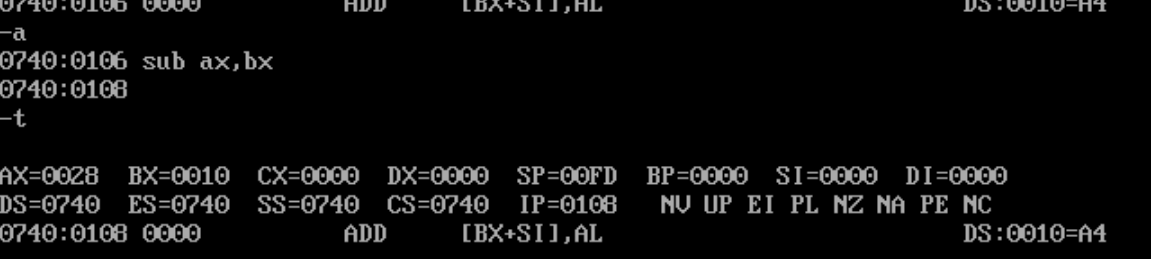 0740:0106 0000 ADD [BX+SI],AL DS:0010=A4
-a
0740:0106 sub ax,bx
0740:0108
-t
AX=0028 BX=0010 CX=0000 DX=0000 SP=00FD BP=0000 SI=0000 DI=0000
DS=0740 ES=0740 SS=0740 CS=0740 IP=0108 NV UP EI PL NZ NA PE NC
0740:0108 0000 ADD [BX+SI],AL DS:0010=A4